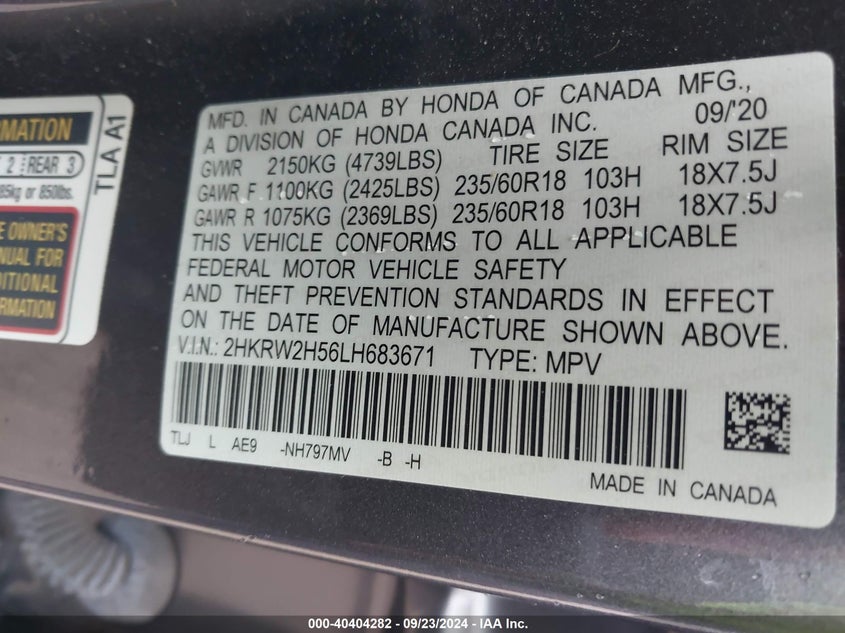 MFD. IN CANADA BY HONDA OF CANADA MFG.,
A DIVISION OF HONDA CANADA INC. 09/'20
GVWR 2150KG (4739LBS) TIRE SIZE RIM SIZE
GAWR F 1100KG (2425LBS) 235/60R18 103H 18X7.5J
GAWR R 1075KG (2369LBS) 235/60R18 103H 18X7.5J
THIS VEHICLE CONFORMS TO ALL APPLICABLE
FEDERAL MOTOR VEHICLE SAFETY
AND THEFT PREVENTION STANDARDS IN EFFECT
ON THE DATE OF MANUFACTURE SHOWN ABOVE.
V.I.N.: 2HKRW2H56LH683671 TYPE: MPV
TLJ L AE9 -NH797MV -B -H
MADE IN CANADA
2 REAR 3
or 850lbs.
TLA A1
OWNER'S
FOR
000-40404282 - 09/23/2024 - IAA Inc.